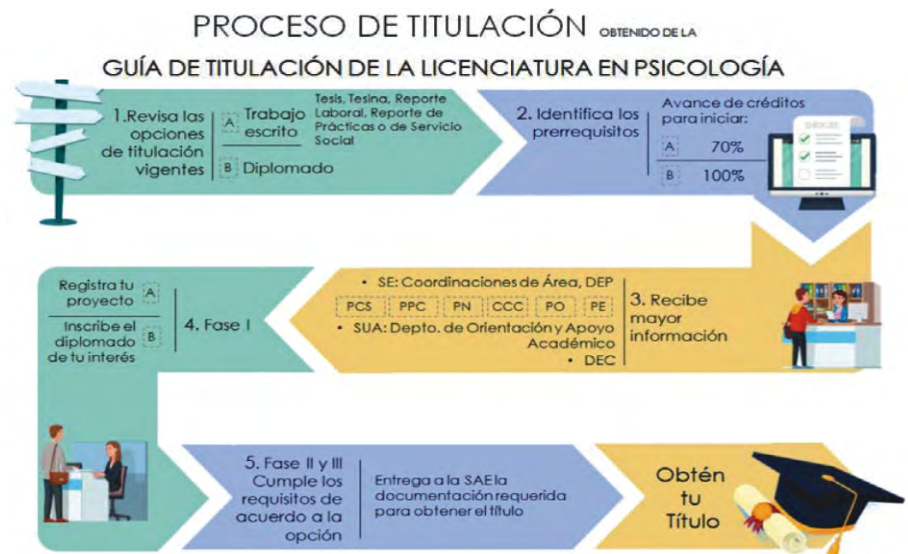 PROCESO DE TITULACIÓN OBTENIDO DE LA
GUÍA DE TITULACIÓN DE LA LICENCIATURA EN PSICOLOGÍA
1.Revisa las
opciones
de titulación
vigentes
A Trabajo
escrito
Tesis, Tesina, Reporte
Laboral, Reporte de
Prácticas o de Servicio
Social
B Diplomado
2. Identifica los
prerrequisitos
Avance de créditos
para iniciar:
A 70%
B 100%
3. Recibe
mayor
información
• SE: Coordinaciones de Área, DEP
PCS PPC PN CCC PO PE
• SUA: Depto. de Orientación y Apoyo
Académico
• DEC
4. Fase I
Registra tu
proyecto A
Inscribe el
diplomado B
de tu interés
5. Fase II y III
Cumple los
requisitos de
acuerdo a la
opción
Entrega a la SAE la
documentación requerida
para obtener el título
Obtén
tu
Título